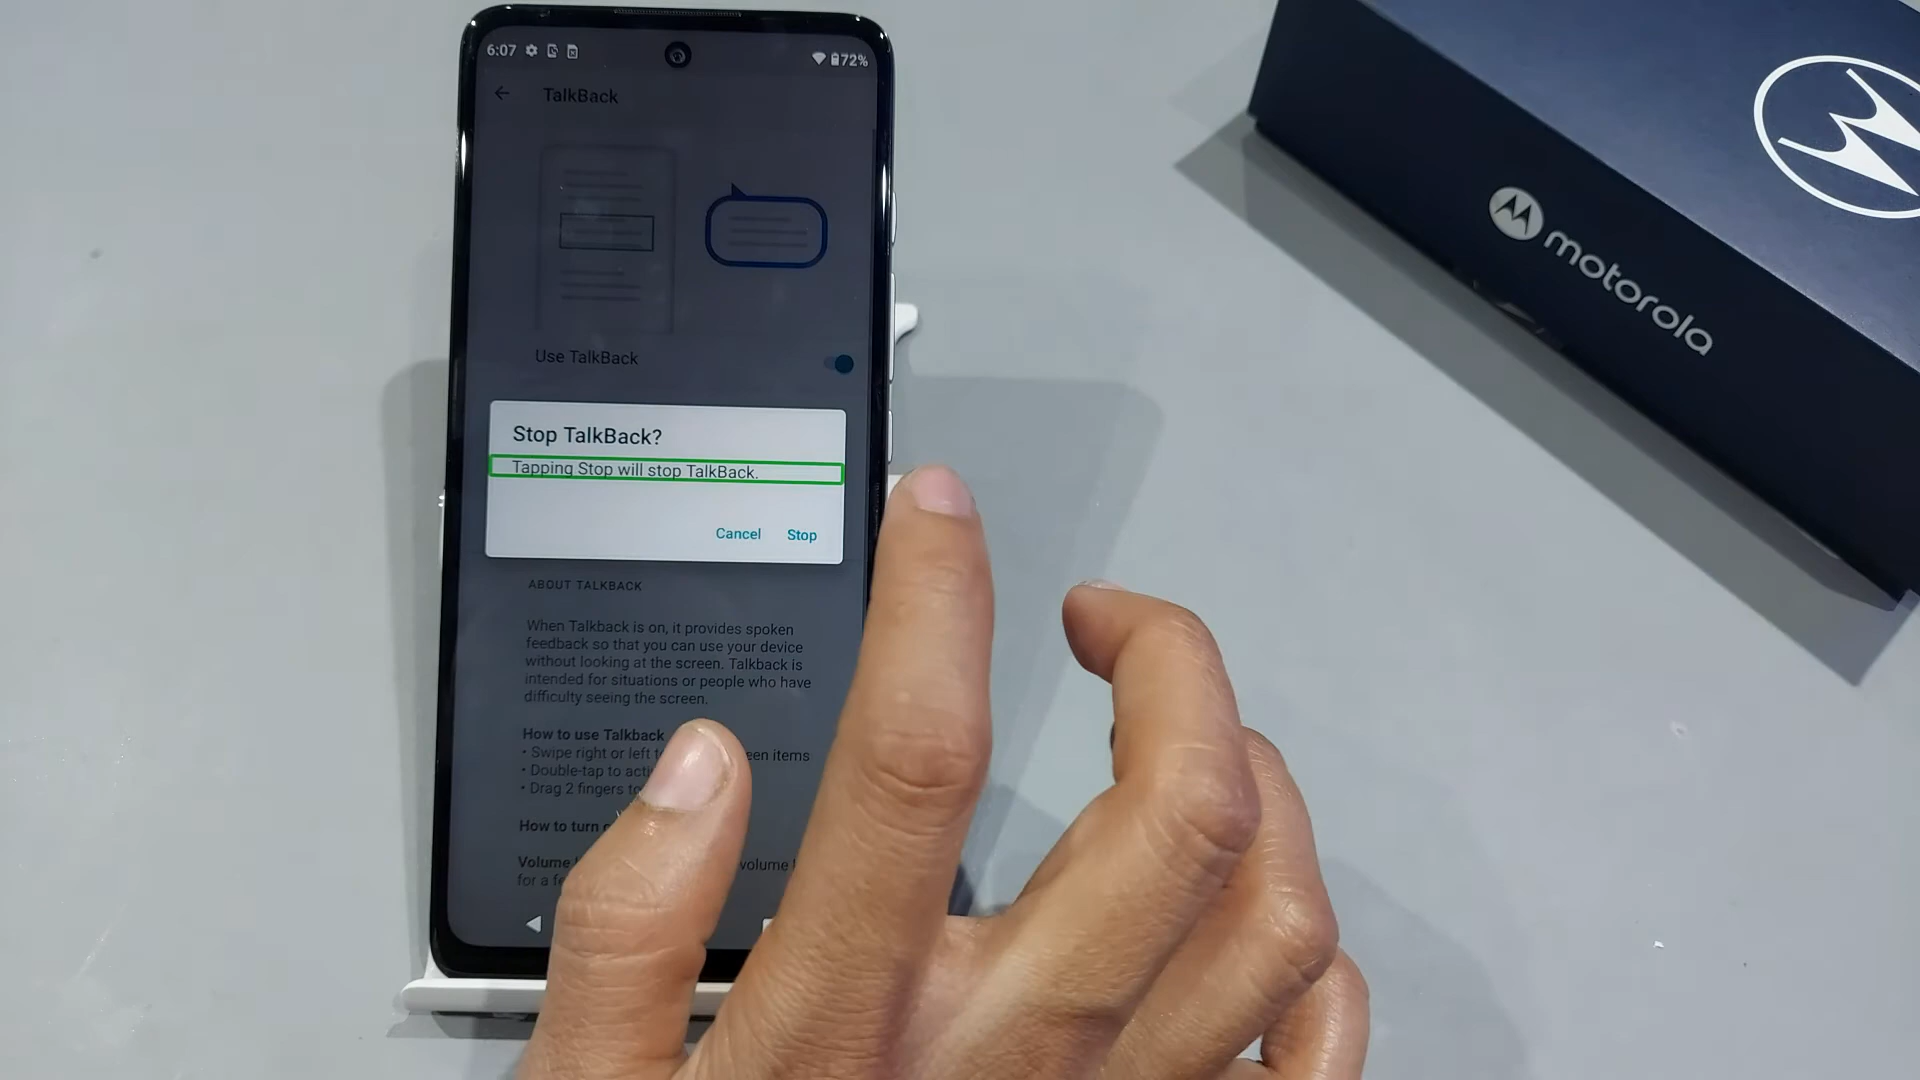 6:07
72%
TalkBack
Use TalkBack
Stop TalkBack?
Tapping Stop will stop TalkBack.
Cancel Stop
ABOUT TALKBACK
When Talkback is on, it provides spoken
feedback so that you can use your device
without looking at the screen. Talkback is
intended for situations or people who have
difficulty seeing the screen.
How to use Talkback
• Swipe right or left items
• Double-tap to
• Drag 2 fingers
How to turn
Volume volume
for a
motorola